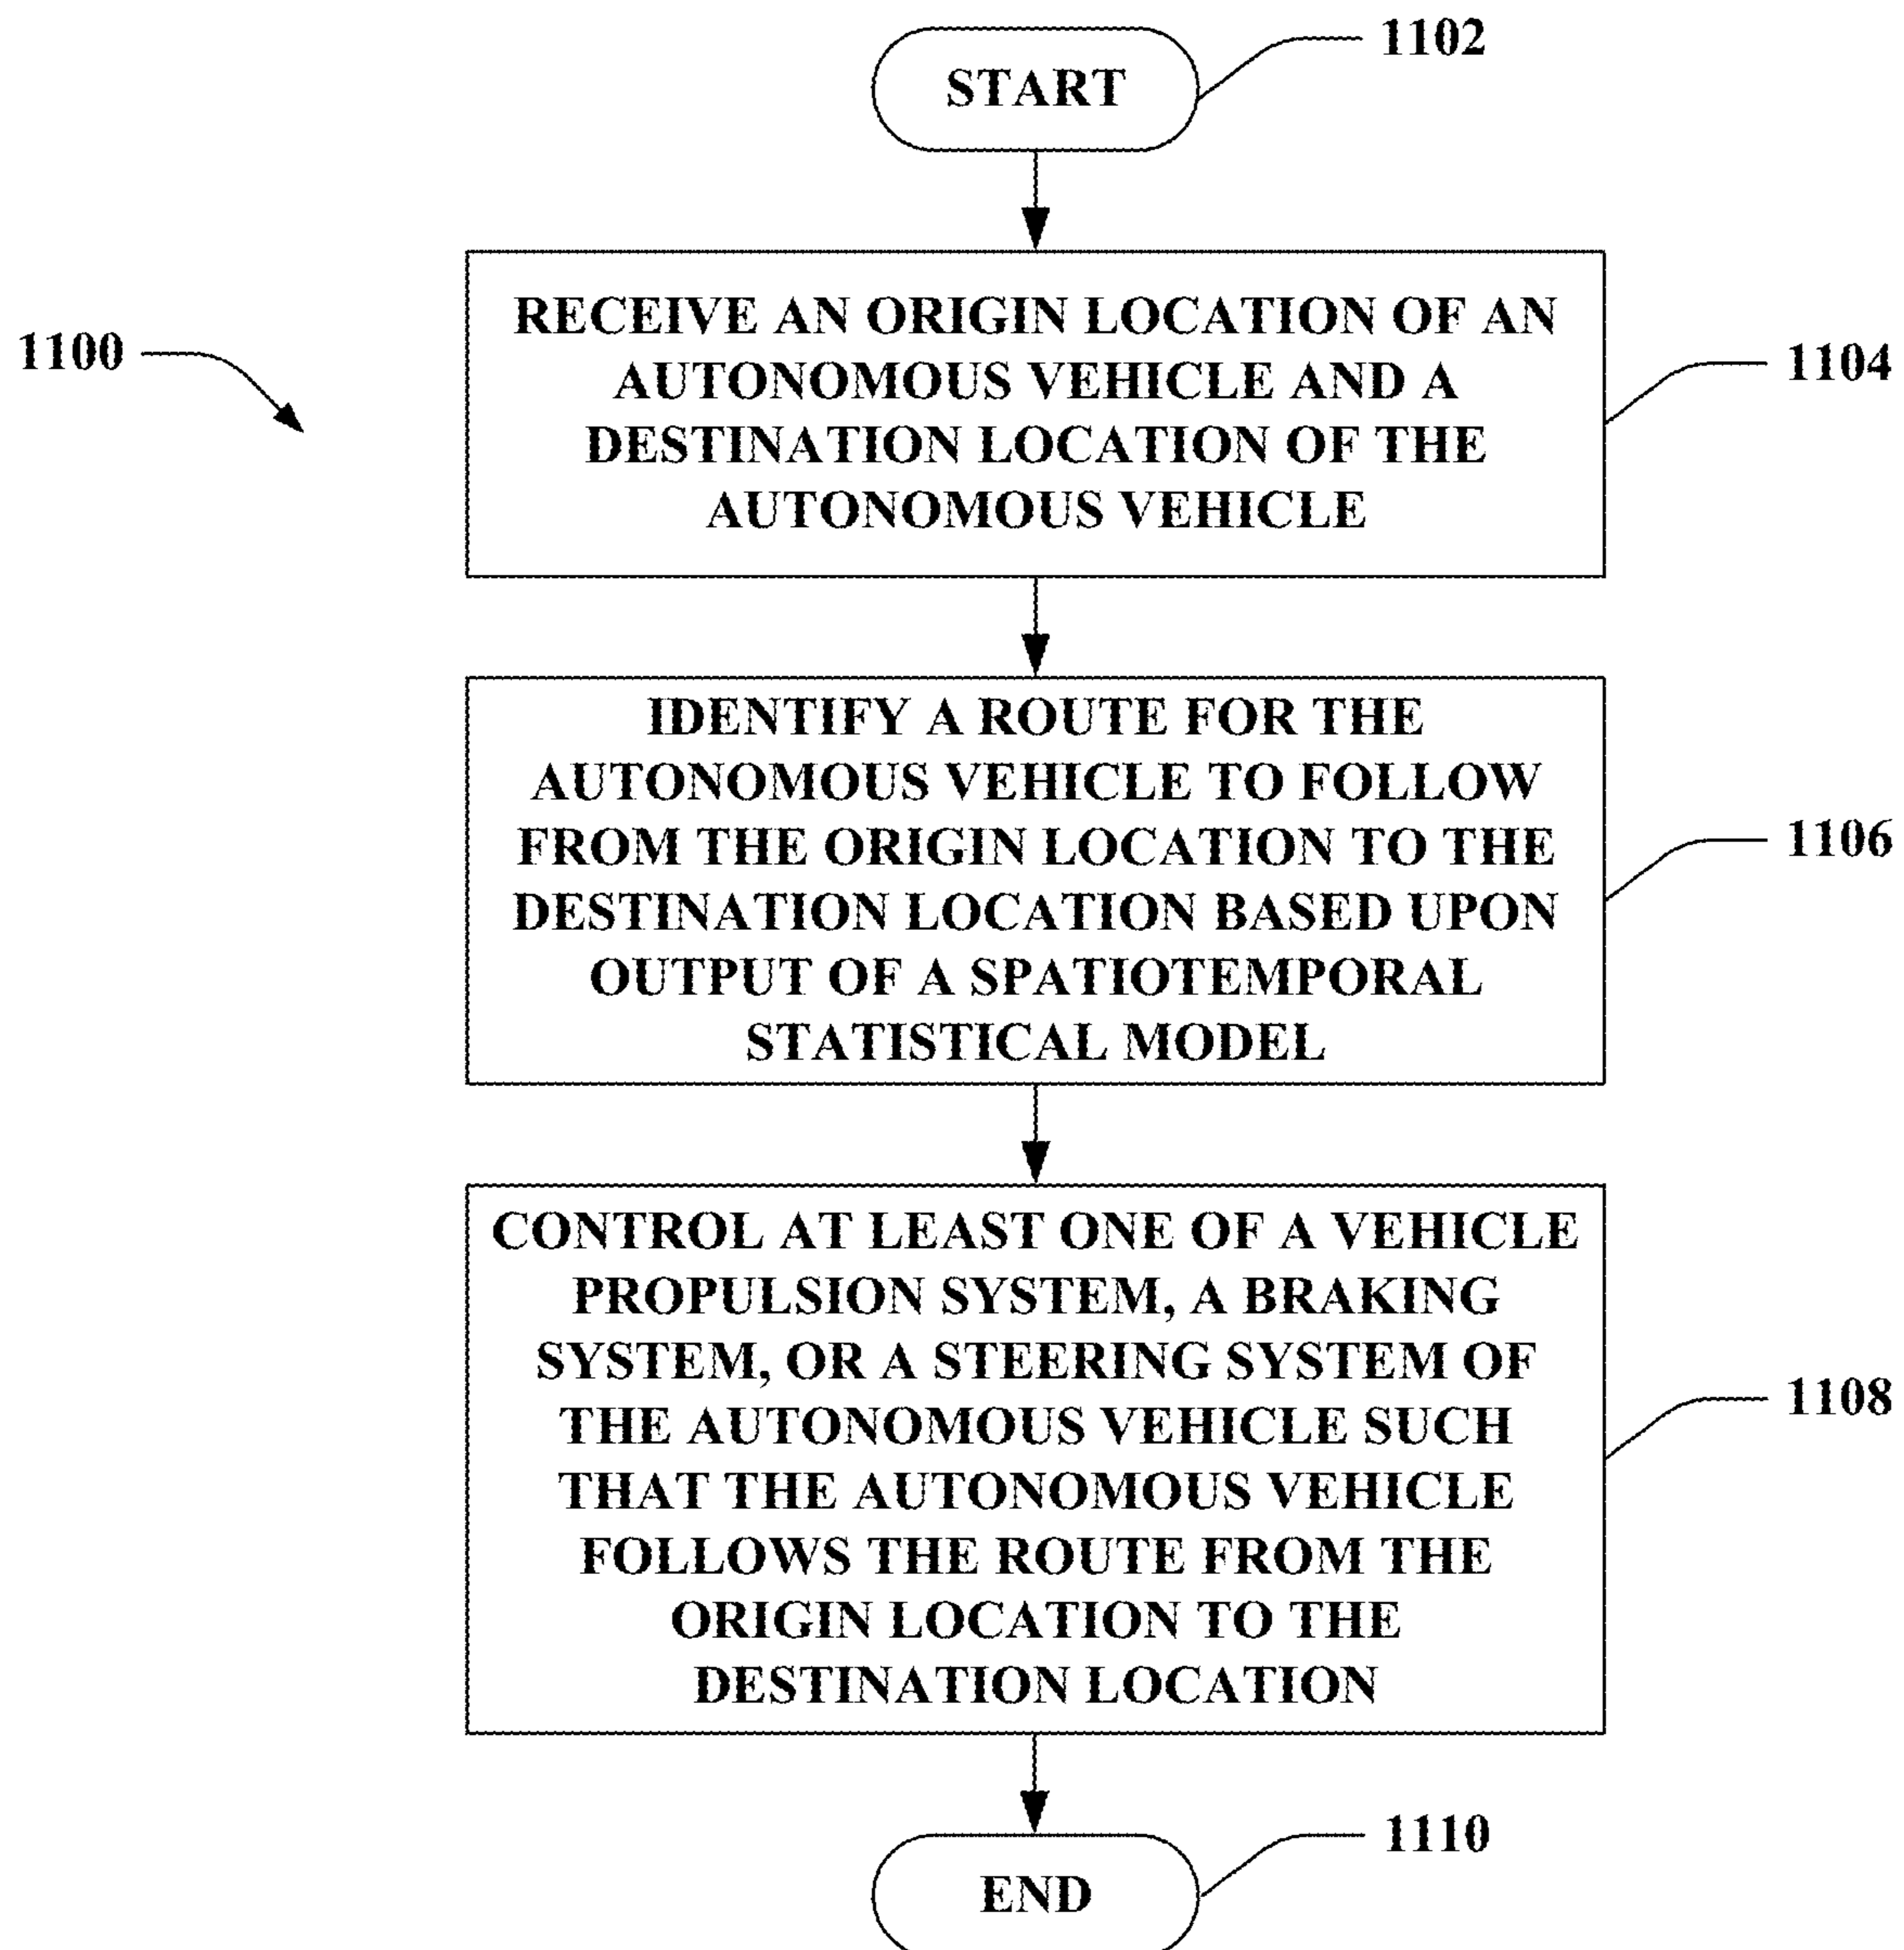 1102
START
1100
RECEIVE AN ORIGIN LOCATION OF AN
AUTONOMOUS VEHICLE AND A
DESTINATION LOCATION OF THE
AUTONOMOUS VEHICLE
1104
IDENTIFY A ROUTE FOR THE
AUTONOMOUS VEHICLE TO FOLLOW
FROM THE ORIGIN LOCATION TO THE
DESTINATION LOCATION BASED UPON
OUTPUT OF A SPATIOTEMPORAL
STATISTICAL MODEL
1106
CONTROL AT LEAST ONE OF A VEHICLE
PROPULSION SYSTEM, A BRAKING
SYSTEM, OR A STEERING SYSTEM OF
THE AUTONOMOUS VEHICLE SUCH
THAT THE AUTONOMOUS VEHICLE
FOLLOWS THE ROUTE FROM THE
ORIGIN LOCATION TO THE
DESTINATION LOCATION
1108
1110
END